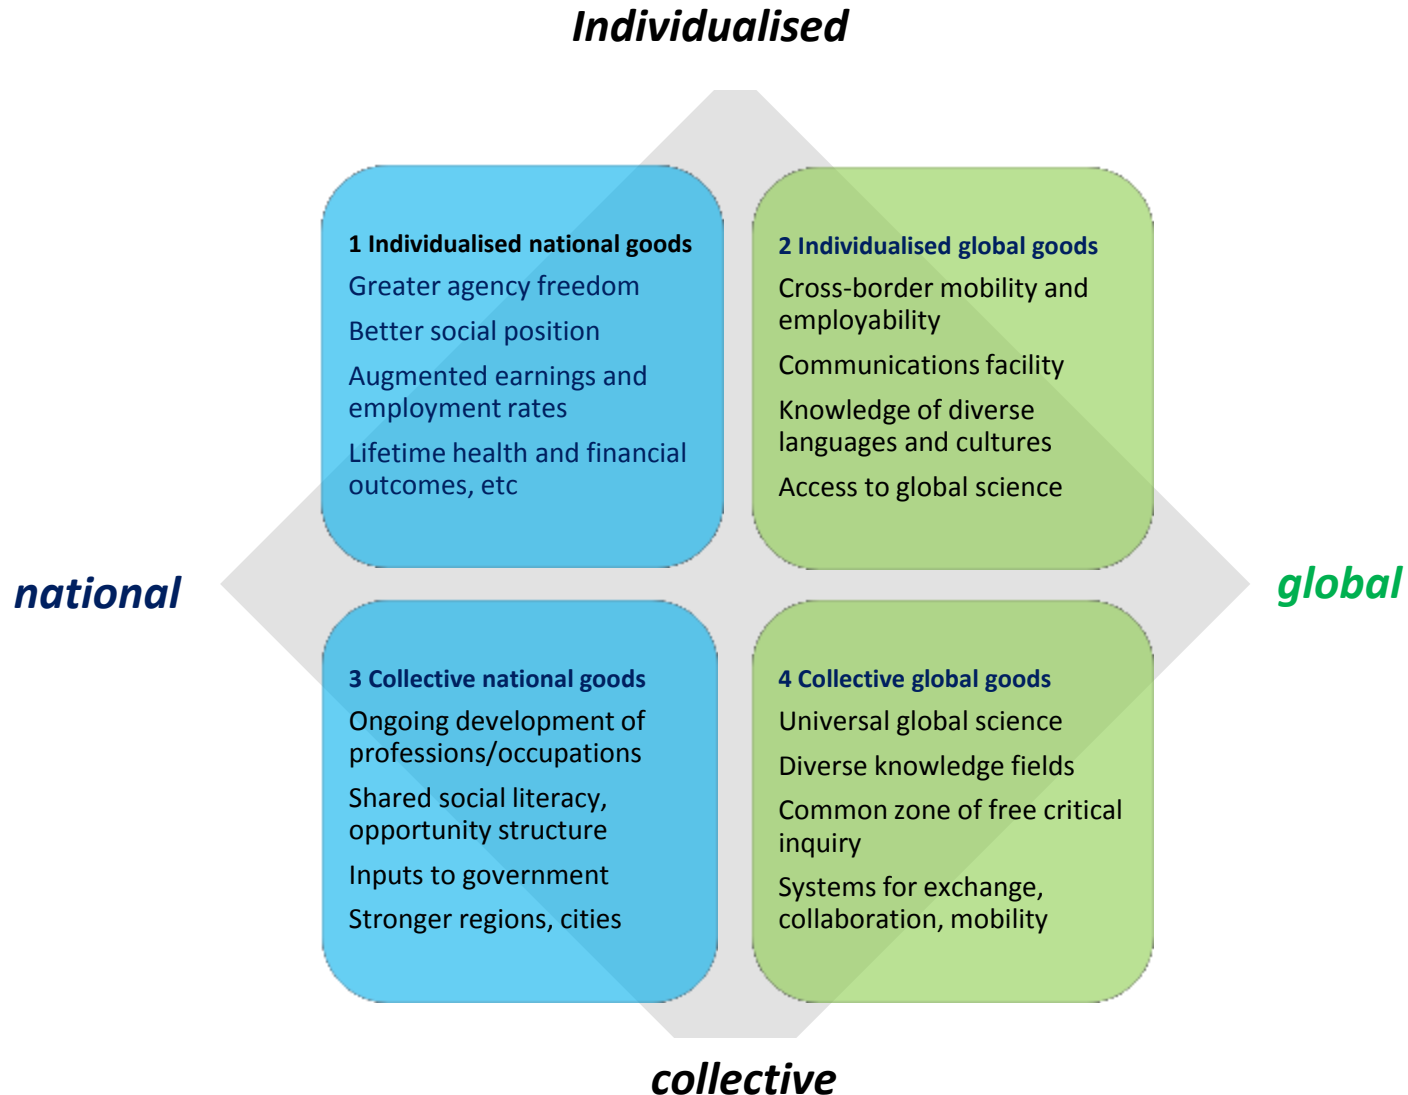 Individualised
1 Individualised national goods
Greater agency freedom
Better social position
Augmented earnings and
employment rates
Lifetime health and financial
outcomes, etc
2 Individualised global goods
Cross-border mobility and
employability
Communications facility
Knowledge of diverse
languages and cultures
Access to global science
national
global
3 Collective national goods
Ongoing development of
professions/occupations
Shared social literacy,
opportunity structure
Inputs to government
Stronger regions, cities
4 Collective global goods
Universal global science
Diverse knowledge fields
Common zone of free critical
inquiry
Systems for exchange,
collaboration, mobility
collective